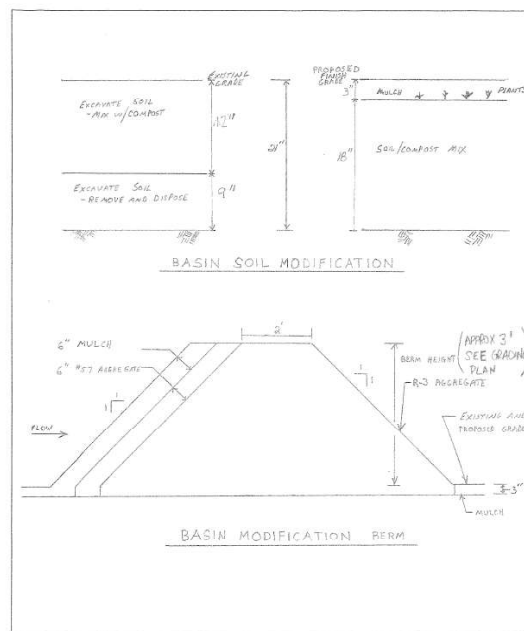 EXISTING GRADE
EXCAVATE SOIL
- MIX W/COMPOST
12"
EXCAVATE SOIL
- REMOVE AND DISPOSE
9"
21"
PROPOSED
FINISH
GRADE
3"
MULCH
PLANTS
18"
SOIL/COMPOST MIX
BASIN SOIL MODIFICATION
2'
6" MULCH
6" #57 AGGREGATE
1
1
FLOW
1
1
BERM HEIGHT
(APPROX 3'
SEE GRADING
PLAN
R-3 AGGREGATE
EXISTING AND
PROPOSED GRADE
3"
MULCH
BASIN MODIFICATION BERM